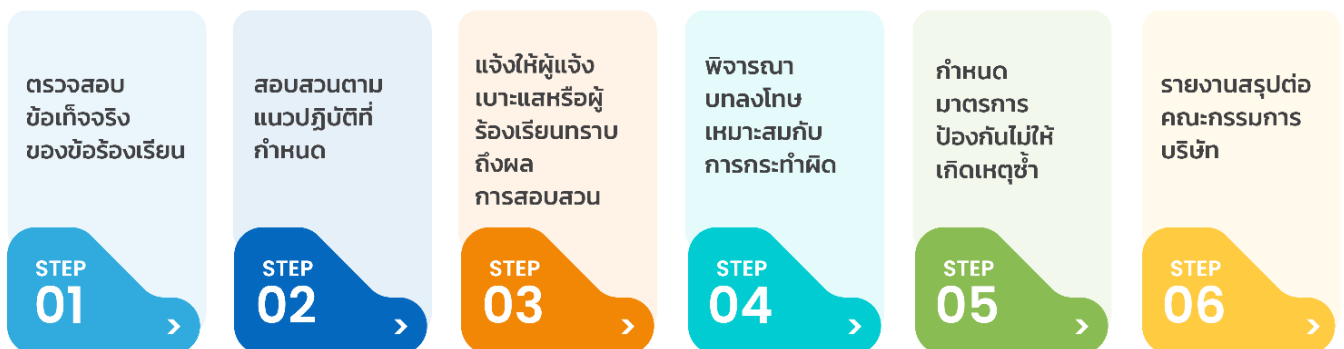 ตรวจสอบ
ข้อเท็จจริง
ของข้อร้องเรียน
STEP
01
สอบสวนตาม
แนวปฏิบัติที่
กำหนด
STEP
02
แจ้งให้ผู้แจ้ง
เบาะแสหรือผู้
ร้องเรียนทราบ
ถึงผล
การสอบสวน
STEP
03
พิจารณา
บทลงโทษ
เหมาะสมกับ
การกระทำผิด
STEP
04
กำหนด
มาตรการ
ป้องกันไม่ให้
เกิดเหตุซ้ำ
STEP
05
รายงานสรุปต่อ
คณะกรรมการ
บริษัท
STEP
06